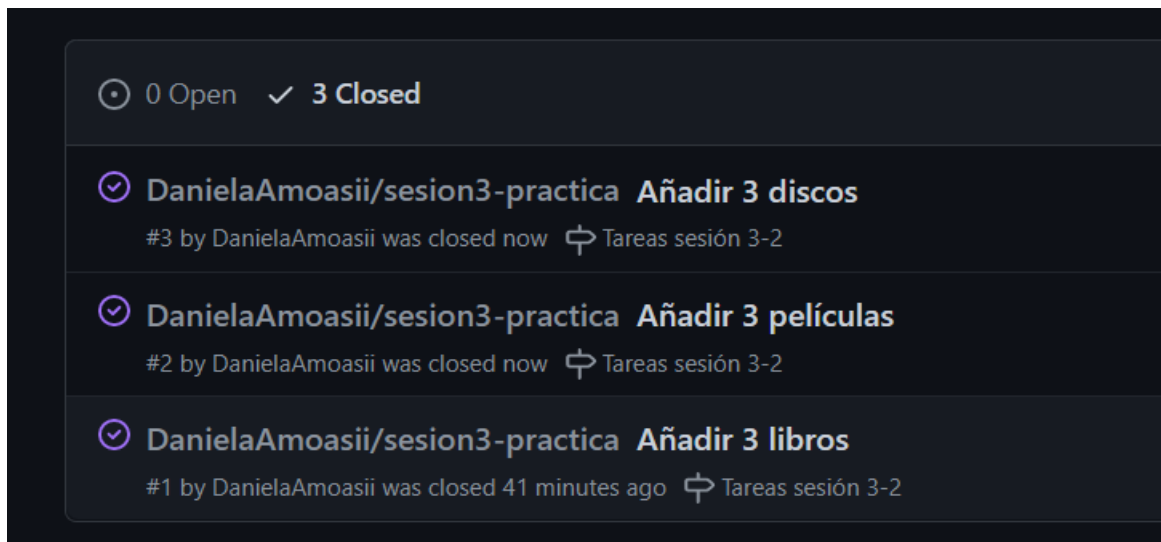 0 Open 3 Closed
DanielaAmoasii/sesion3-practica Añadir 3 discos
#3 by DanielaAmoasii was closed now Tareas sesión 3-2
DanielaAmoasii/sesion3-practica Añadir 3 películas
#2 by DanielaAmoasii was closed now Tareas sesión 3-2
DanielaAmoasii/sesion3-practica Añadir 3 libros
#1 by DanielaAmoasii was closed 41 minutes ago Tareas sesión 3-2